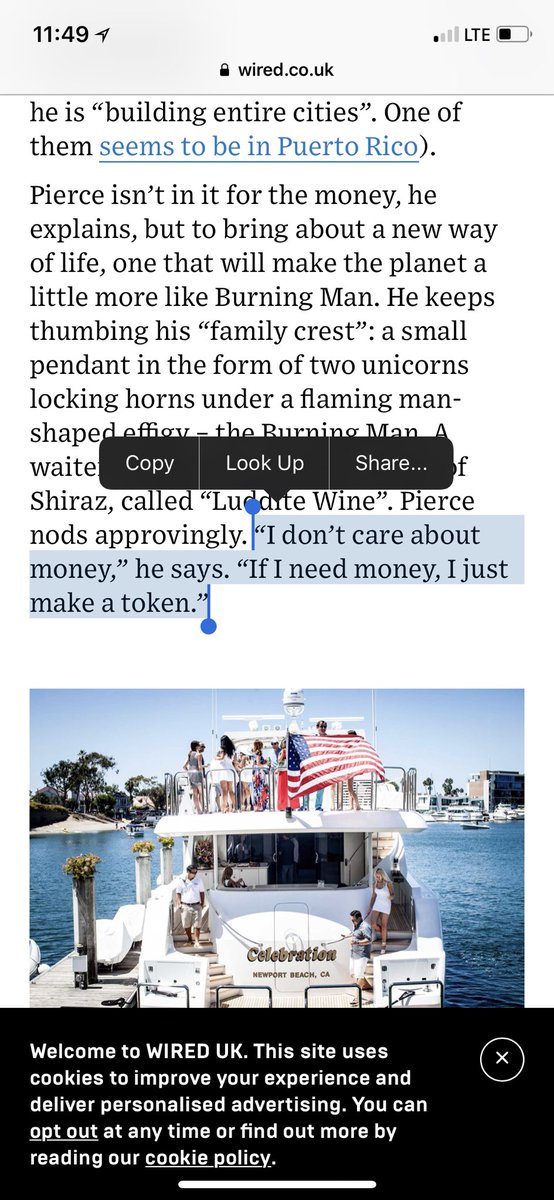 11:49
LTE
wired.co.uk
he is “building entire cities”. One of
them seems to be in Puerto Rico).
Pierce isn’t in it for the money, he
explains, but to bring about a new way
of life, one that will make the planet a
little more like Burning Man. He keeps
thumbing his “family crest”: a small
pendant in the form of two unicorns
locking horns under a flaming man-
shaped effigy – the Burning Man. A
Copy
Look Up
Share...
of
Shiraz, called “Luddite Wine”. Pierce
nods approvingly. “I don’t care about
money,” he says. “If I need money, I just
make a token.”
Celebration
NEWPORT BEACH, CA
Welcome to WIRED UK. This site uses
cookies to improve your experience and
deliver personalised advertising. You can
opt out at any time or find out more by
reading our cookie policy.